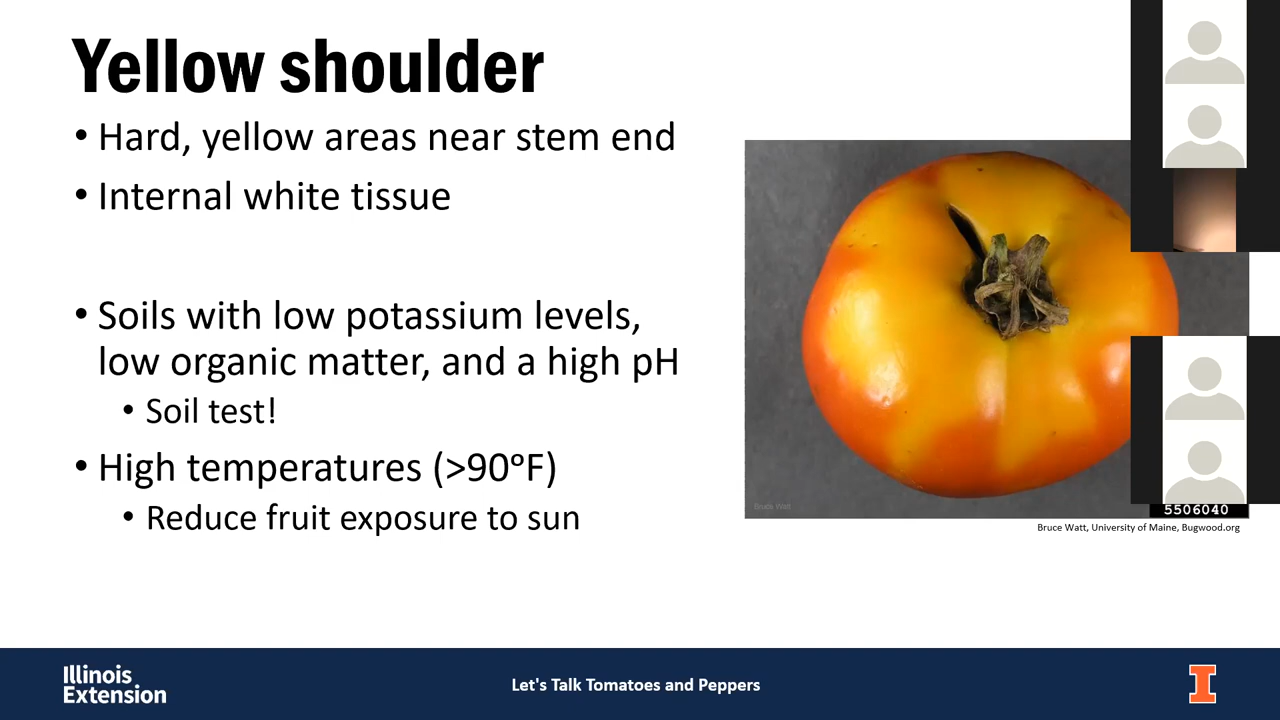 Yellow shoulder
• Hard, yellow areas near stem end
• Internal white tissue
• Soils with low potassium levels,
low organic matter, and a high pH
• Soil test!
• High temperatures (>90°F)
• Reduce fruit exposure to sun
Bruce Watt
5506040
Bruce Watt, University of Maine, Bugwood.org
Illinois
Extension
Let's Talk Tomatoes and Peppers
I